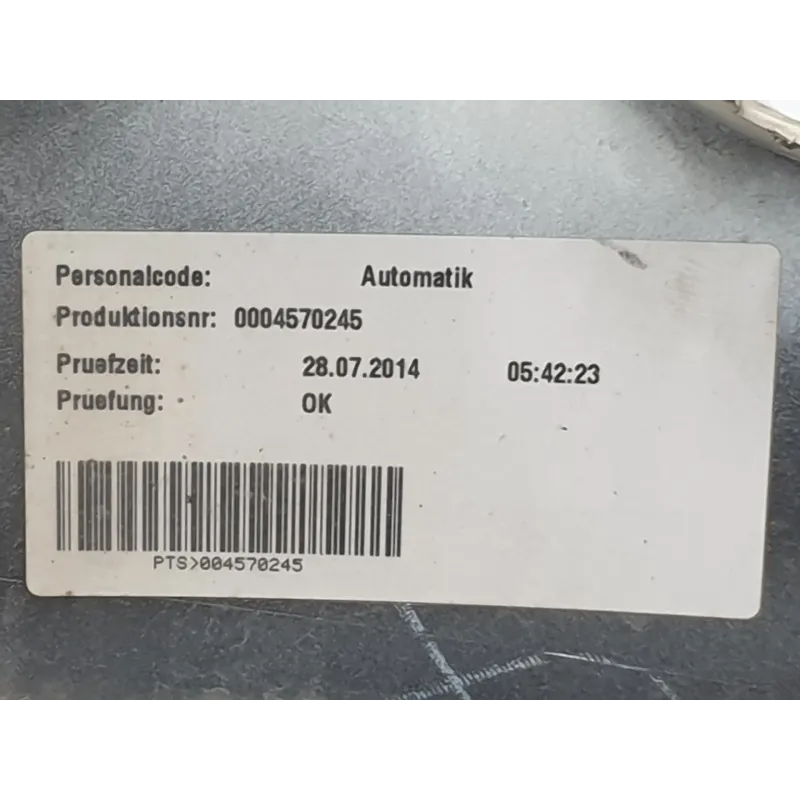 Personalcode: Automatik
Produktionsnr: 0004570245
Pruefzeit: 28.07.2014 05:42:23
Pruefung: OK
PTS>004570245